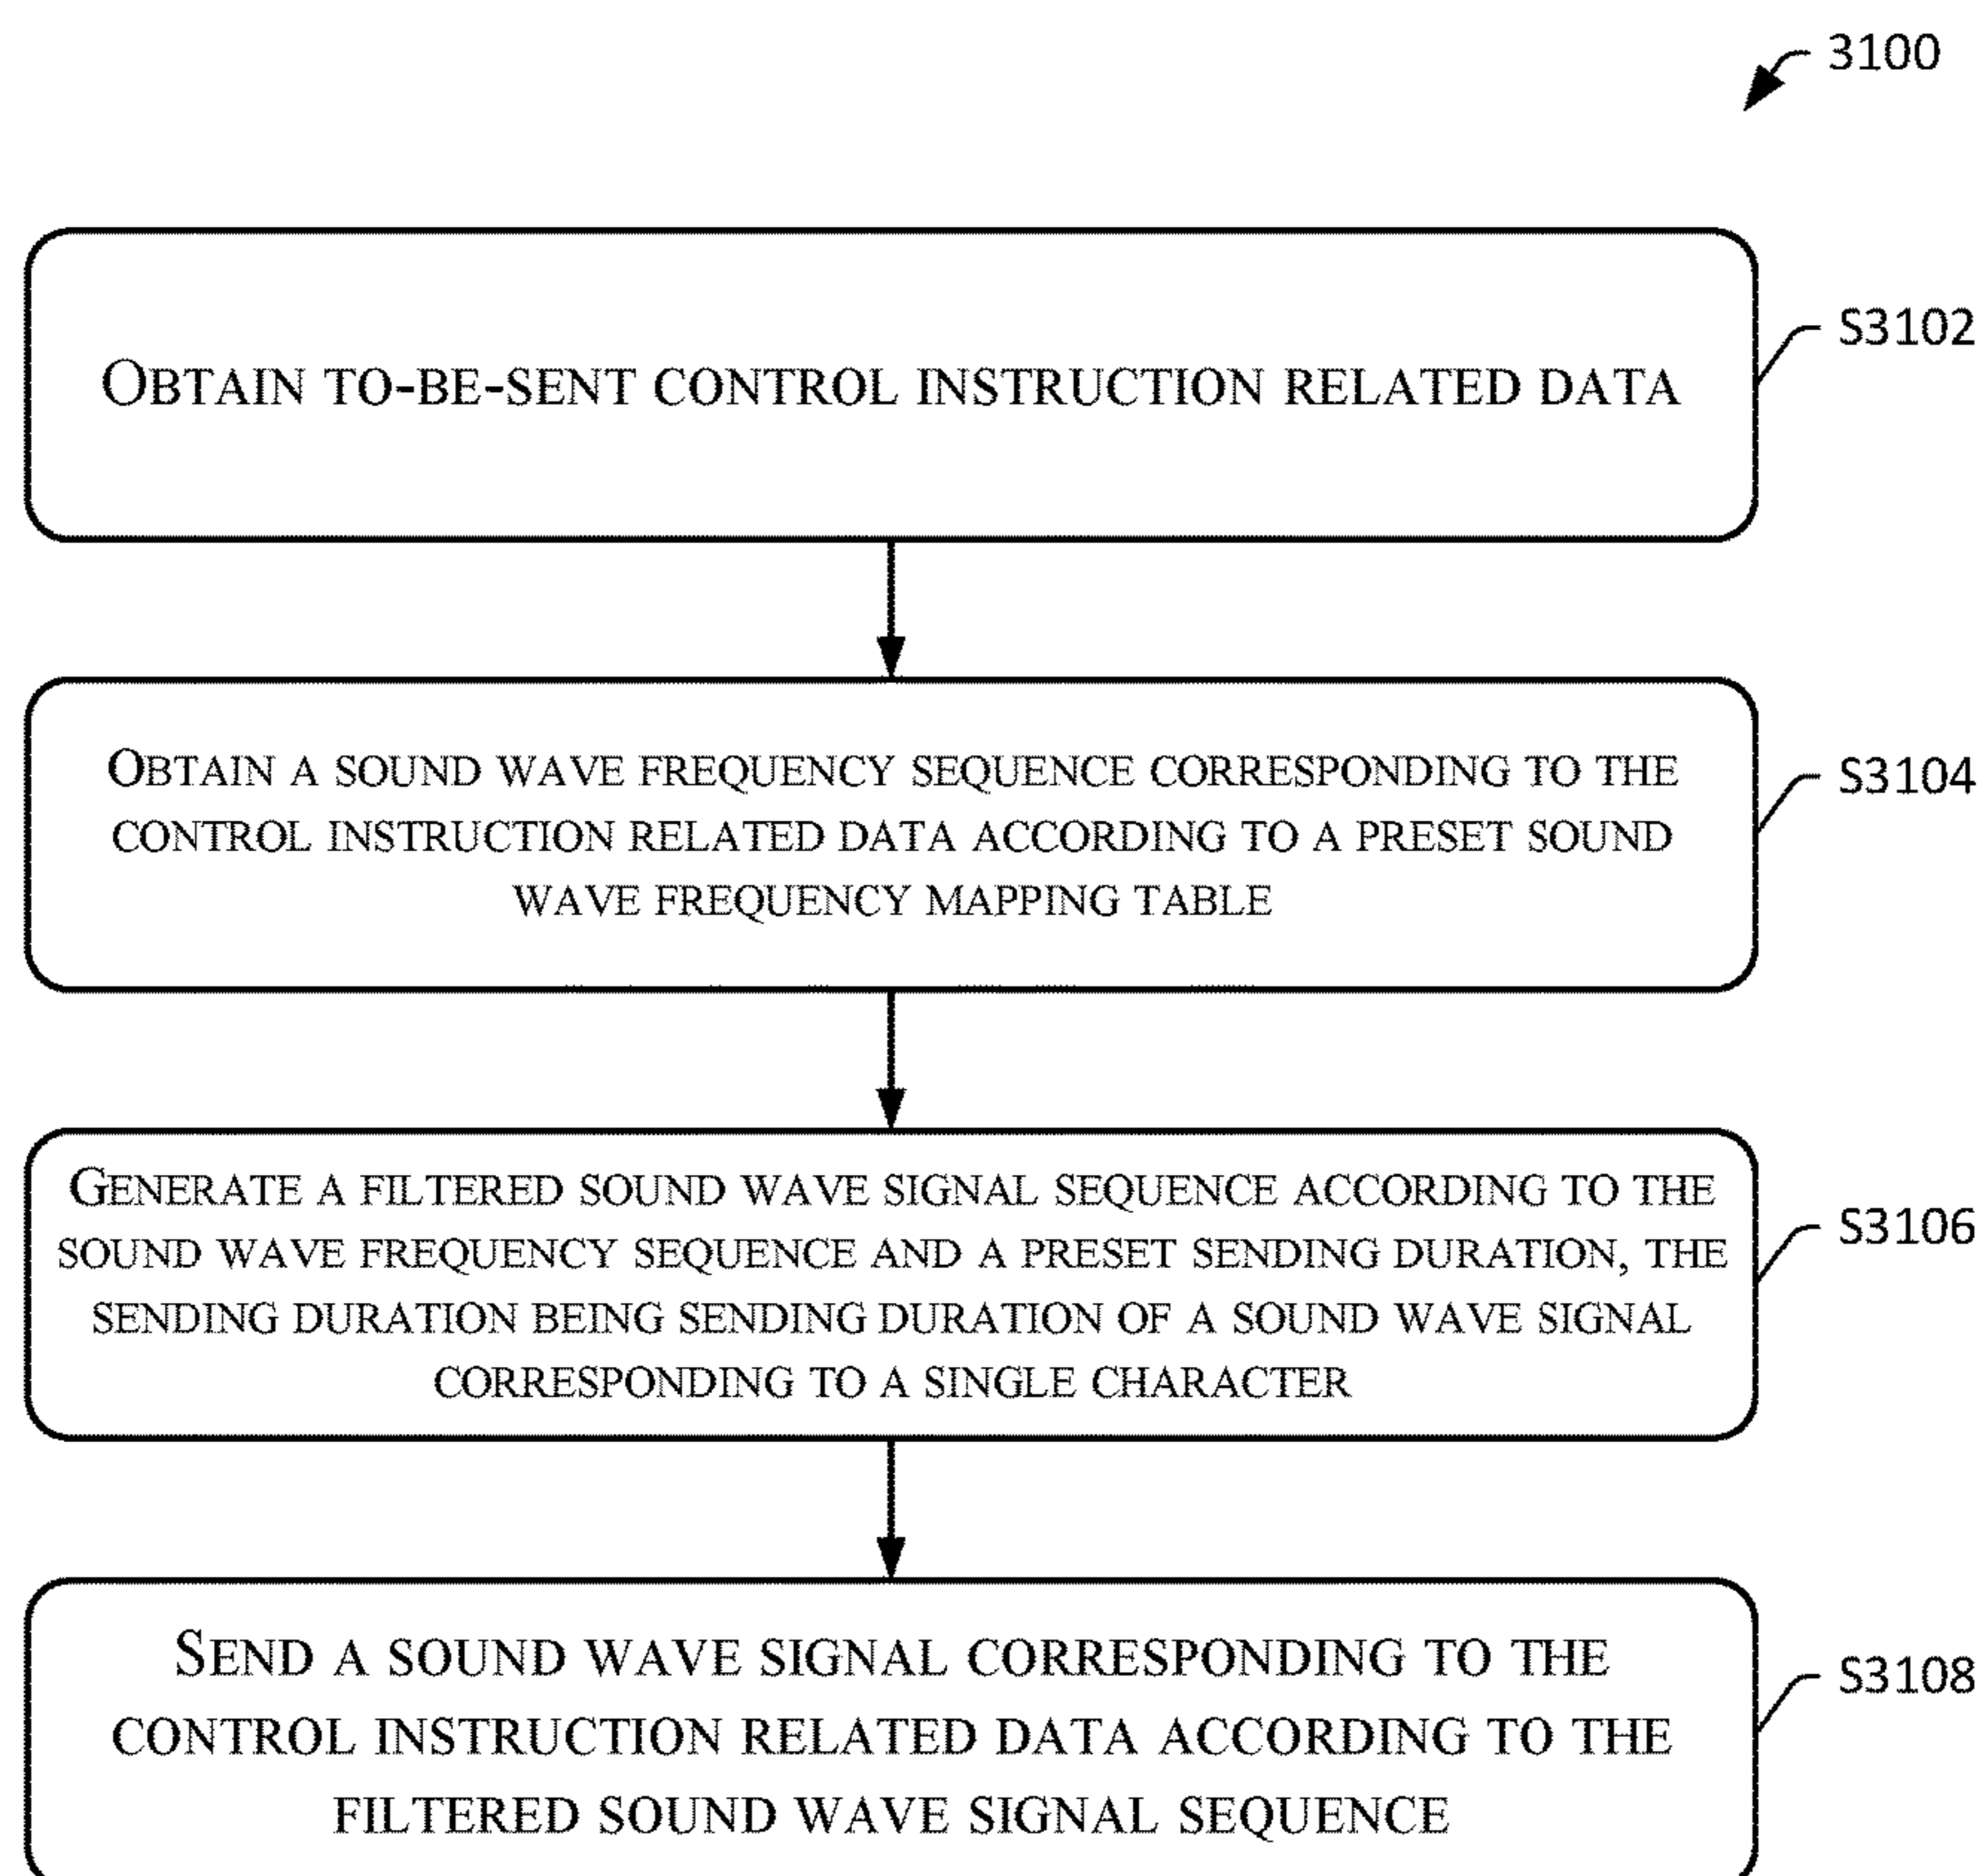 3100
OBTAIN TO-BE-SENT CONTROL INSTRUCTION RELATED DATA
S3102
OBTAIN A SOUND WAVE FREQUENCY SEQUENCE CORRESPONDING TO THE
CONTROL INSTRUCTION RELATED DATA ACCORDING TO A PRESET SOUND
WAVE FREQUENCY MAPPING TABLE
S3104
GENERATE A FILTERED SOUND WAVE SIGNAL SEQUENCE ACCORDING TO THE
SOUND WAVE FREQUENCY SEQUENCE AND A PRESET SENDING DURATION, THE
SENDING DURATION BEING SENDING DURATION OF A SOUND WAVE SIGNAL
CORRESPONDING TO A SINGLE CHARACTER
S3106
SEND A SOUND WAVE SIGNAL CORRESPONDING TO THE
CONTROL INSTRUCTION RELATED DATA ACCORDING TO THE
FILTERED SOUND WAVE SIGNAL SEQUENCE
S3108